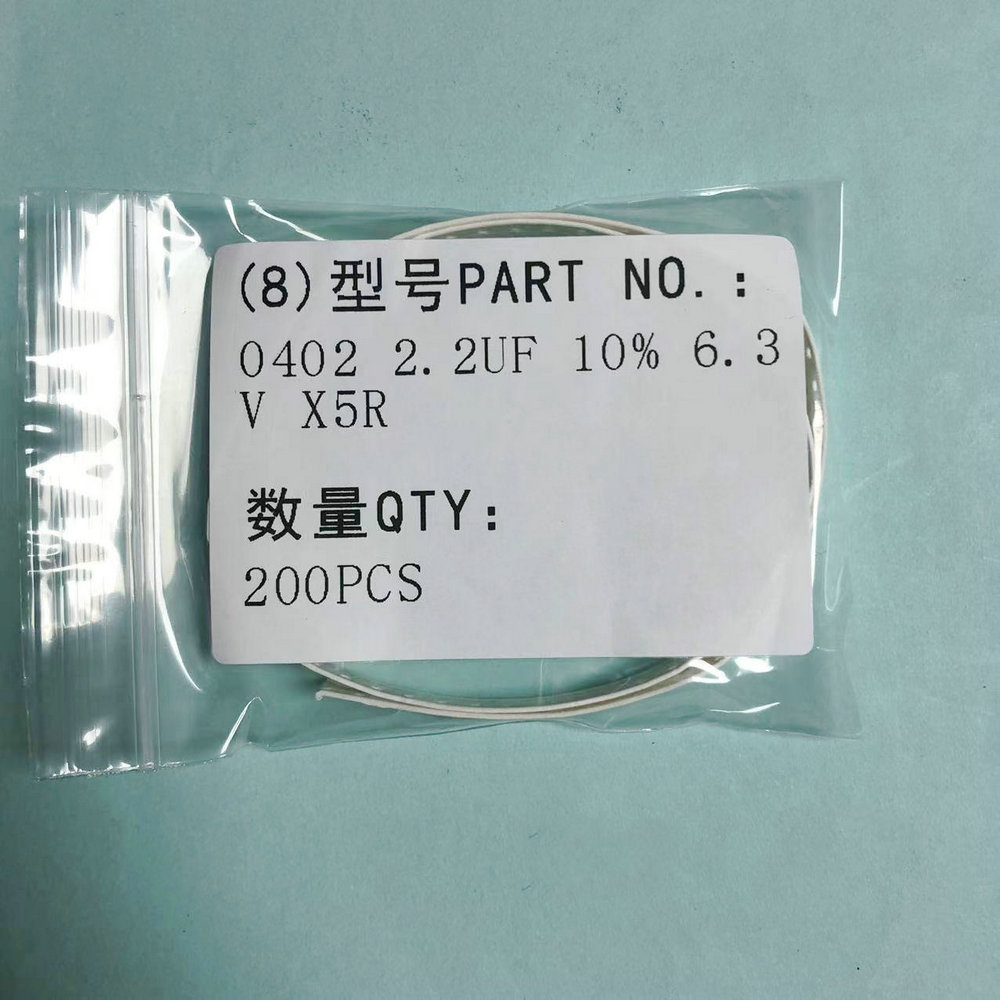 (8)型号PART NO.:
0402 2.2UF 10% 6.3
V X5R
数量QTY:
200PCS